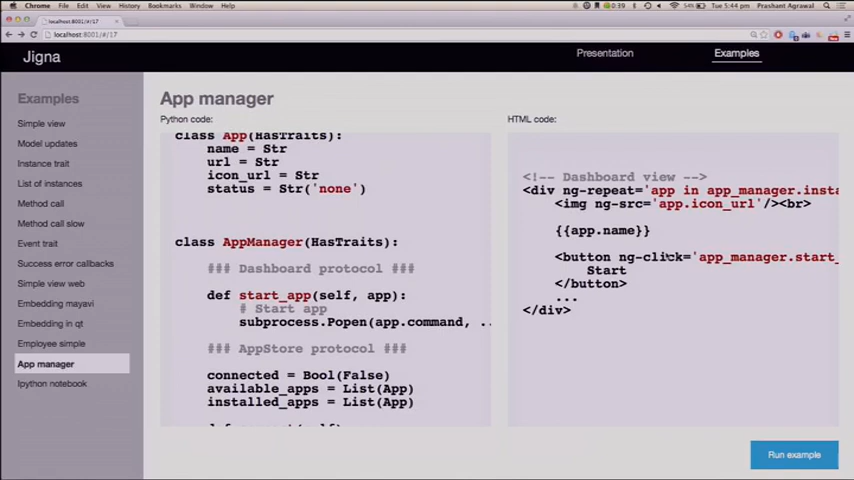 Chrome File Edit View History Bookmarks Window Help
0:39 54% Tue 5:44 pm Prashant Agrawal
localhost:8001/#/17
localhost:8001/#/17
Jigna
Presentation
Examples
Examples
Simple view
Model updates
Instance trait
List of instances
Method call
Method call slow
Event trait
Success error callbacks
Simple view web
Embedding mayavi
Embedding in qt
Employee simple
App manager
Ipython notebook
App manager
Python code:
class App(HasTraits):
name = Str
url = Str
icon_url = Str
status = Str('none')
class AppManager(HasTraits):
### Dashboard protocol ###
def start_app(self, app):
# Start app
subprocess.Popen(app.command, ..
### AppStore protocol ###
connected = Bool(False)
available_apps = List(App)
installed_apps = List(App)
HTML code:
<!-- Dashboard view -->
<div ng-repeat='app in app_manager.insta
<img ng-src='app.icon_url'/><br>
{{app.name}}
<button ng-click='app_manager.start_
Start
</button>
...
</div>
Run example